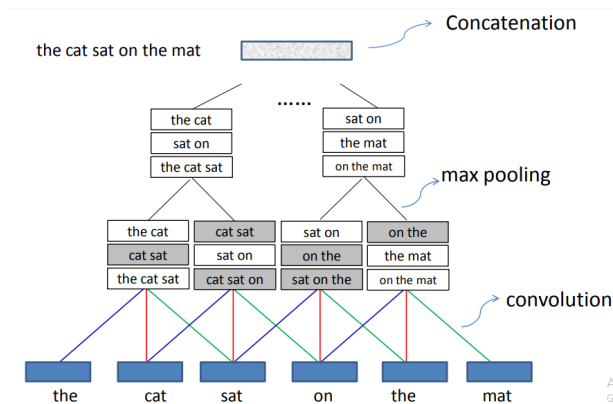 Concatenation
the cat sat on the mat
......
the cat
sat on
the cat sat
sat on
the mat
on the mat
max pooling
the cat
cat sat
the cat sat
cat sat
sat on
cat sat on
sat on
on the
sat on the
on the
the mat
on the mat
convolution
the cat sat on the mat